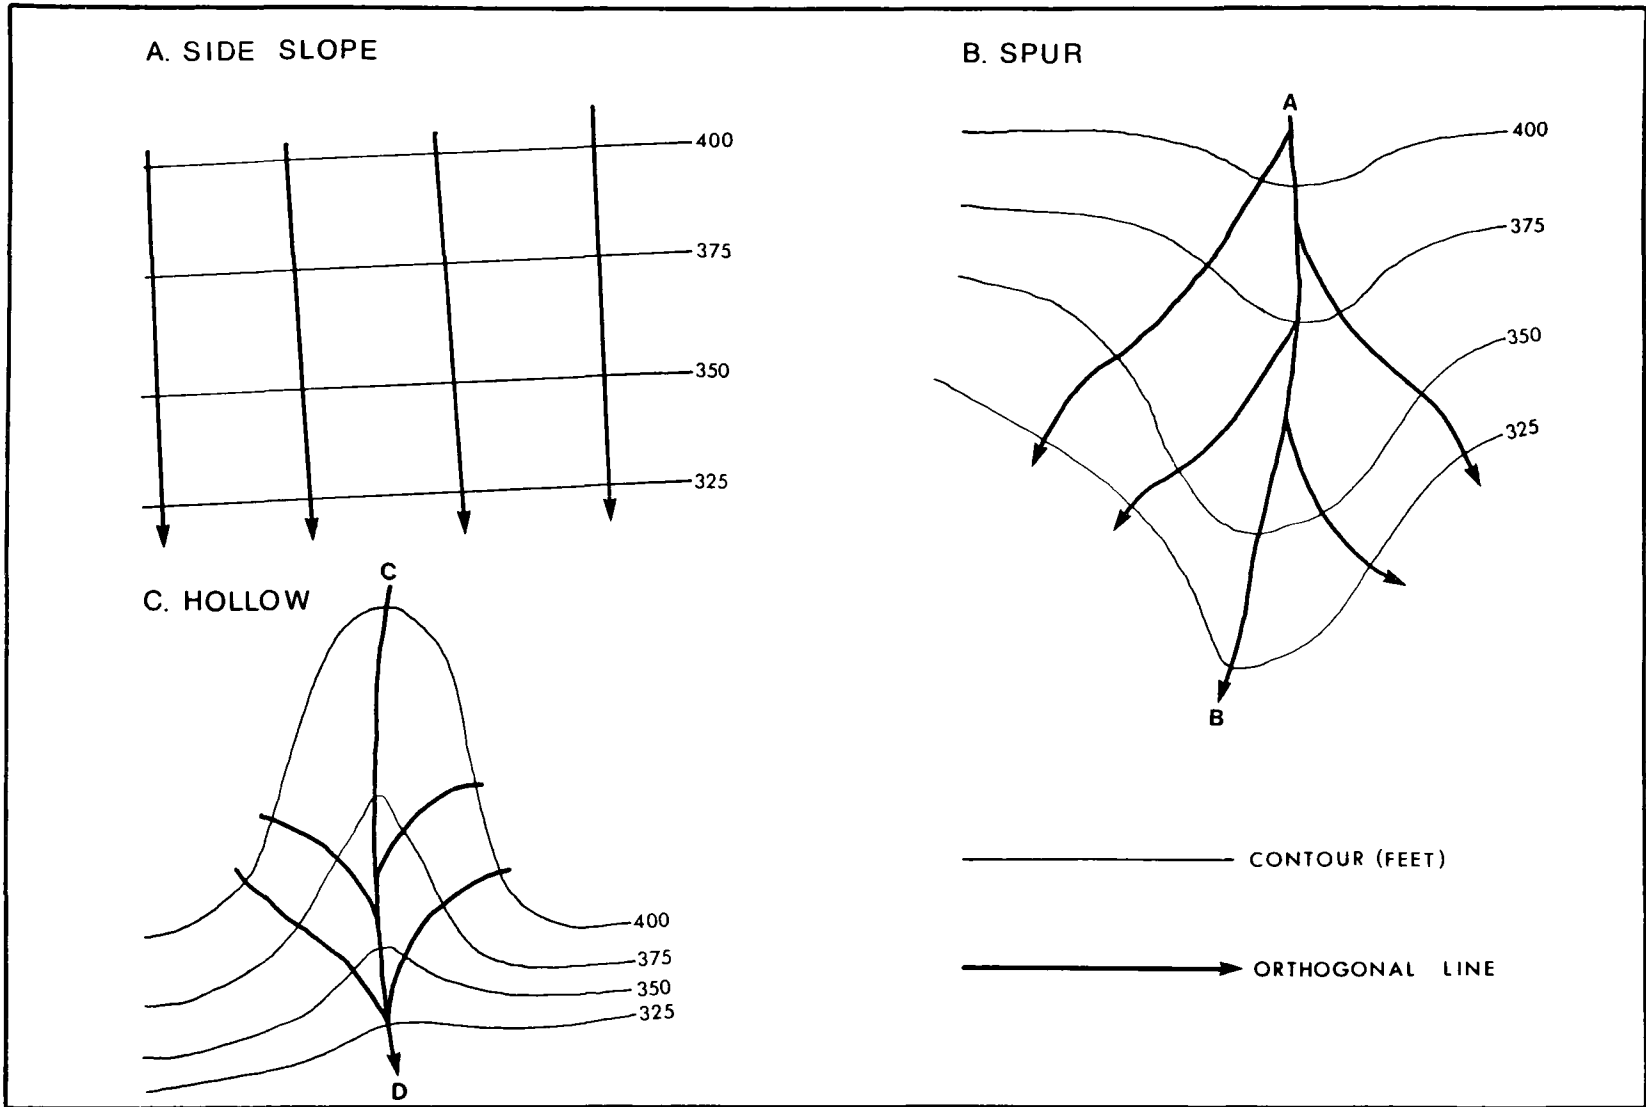 A. SIDE SLOPE
400
375
350
325
B. SPUR
A
400
375
350
325
B
C. HOLLOW
C
400
375
350
325
D
CONTOUR (FEET)
ORTHOGONAL LINE